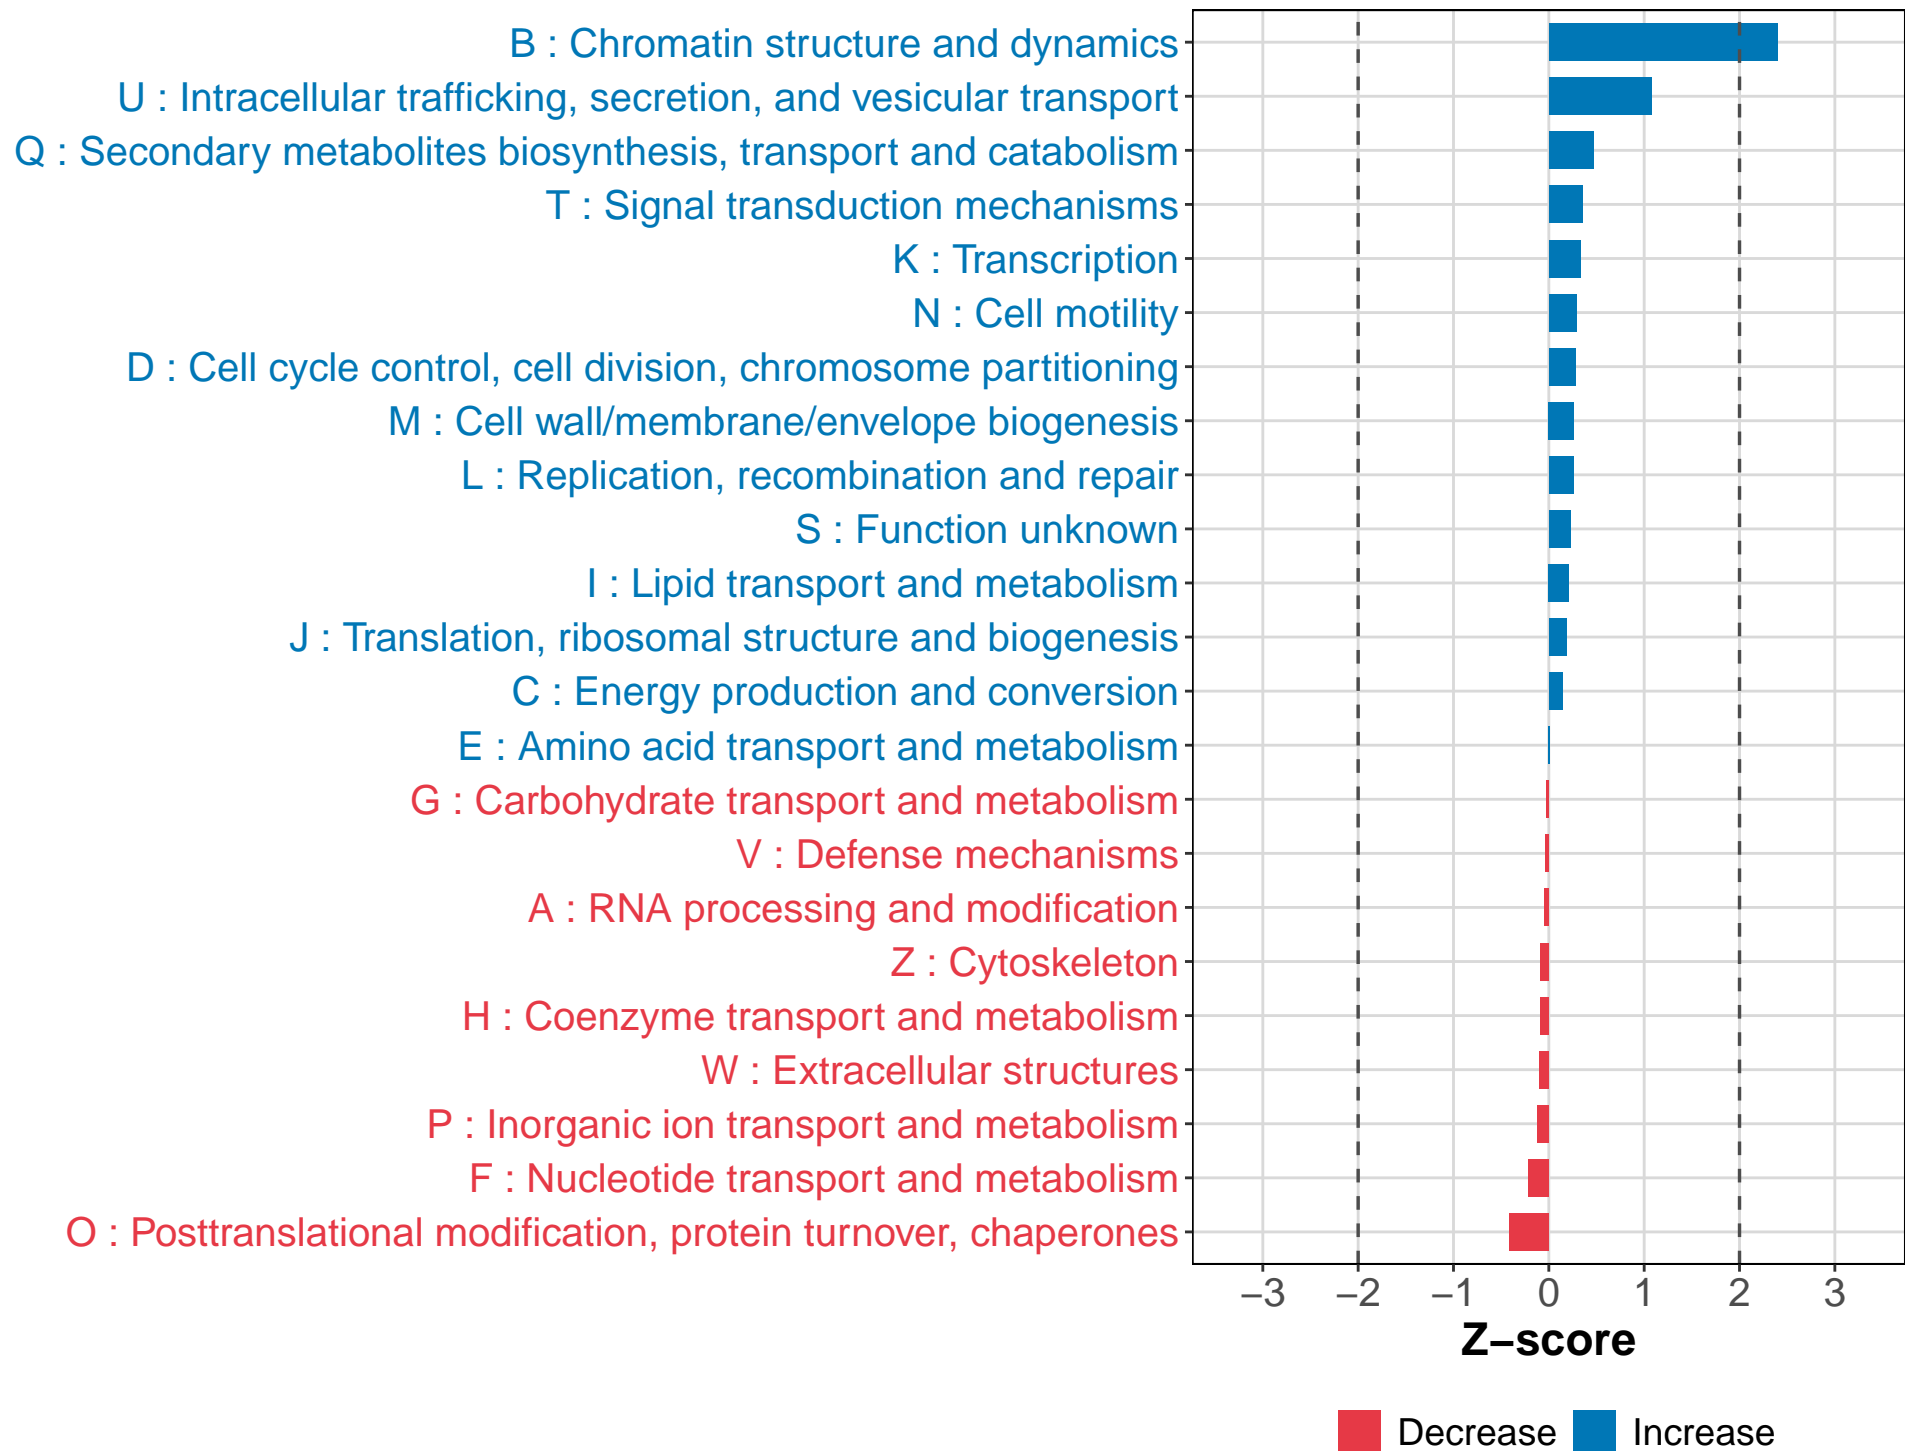 B : Chromatin structure and dynamics
U : Intracellular trafficking, secretion, and vesicular transport
Q : Secondary metabolites biosynthesis, transport and catabolism
T : Signal transduction mechanisms
K : Transcription
N : Cell motility
D : Cell cycle control, cell division, chromosome partitioning
M : Cell wall/membrane/envelope biogenesis
L : Replication, recombination and repair
S : Function unknown
I : Lipid transport and metabolism
J : Translation, ribosomal structure and biogenesis
C : Energy production and conversion
E : Amino acid transport and metabolism
G : Carbohydrate transport and metabolism
V : Defense mechanisms
A : RNA processing and modification
Z : Cytoskeleton
H : Coenzyme transport and metabolism
W : Extracellular structures
P : Inorganic ion transport and metabolism
F : Nucleotide transport and metabolism
O : Posttranslational modification, protein turnover, chaperones
−3 −2 −1 0 1 2 3
Z−score
Decrease Increase